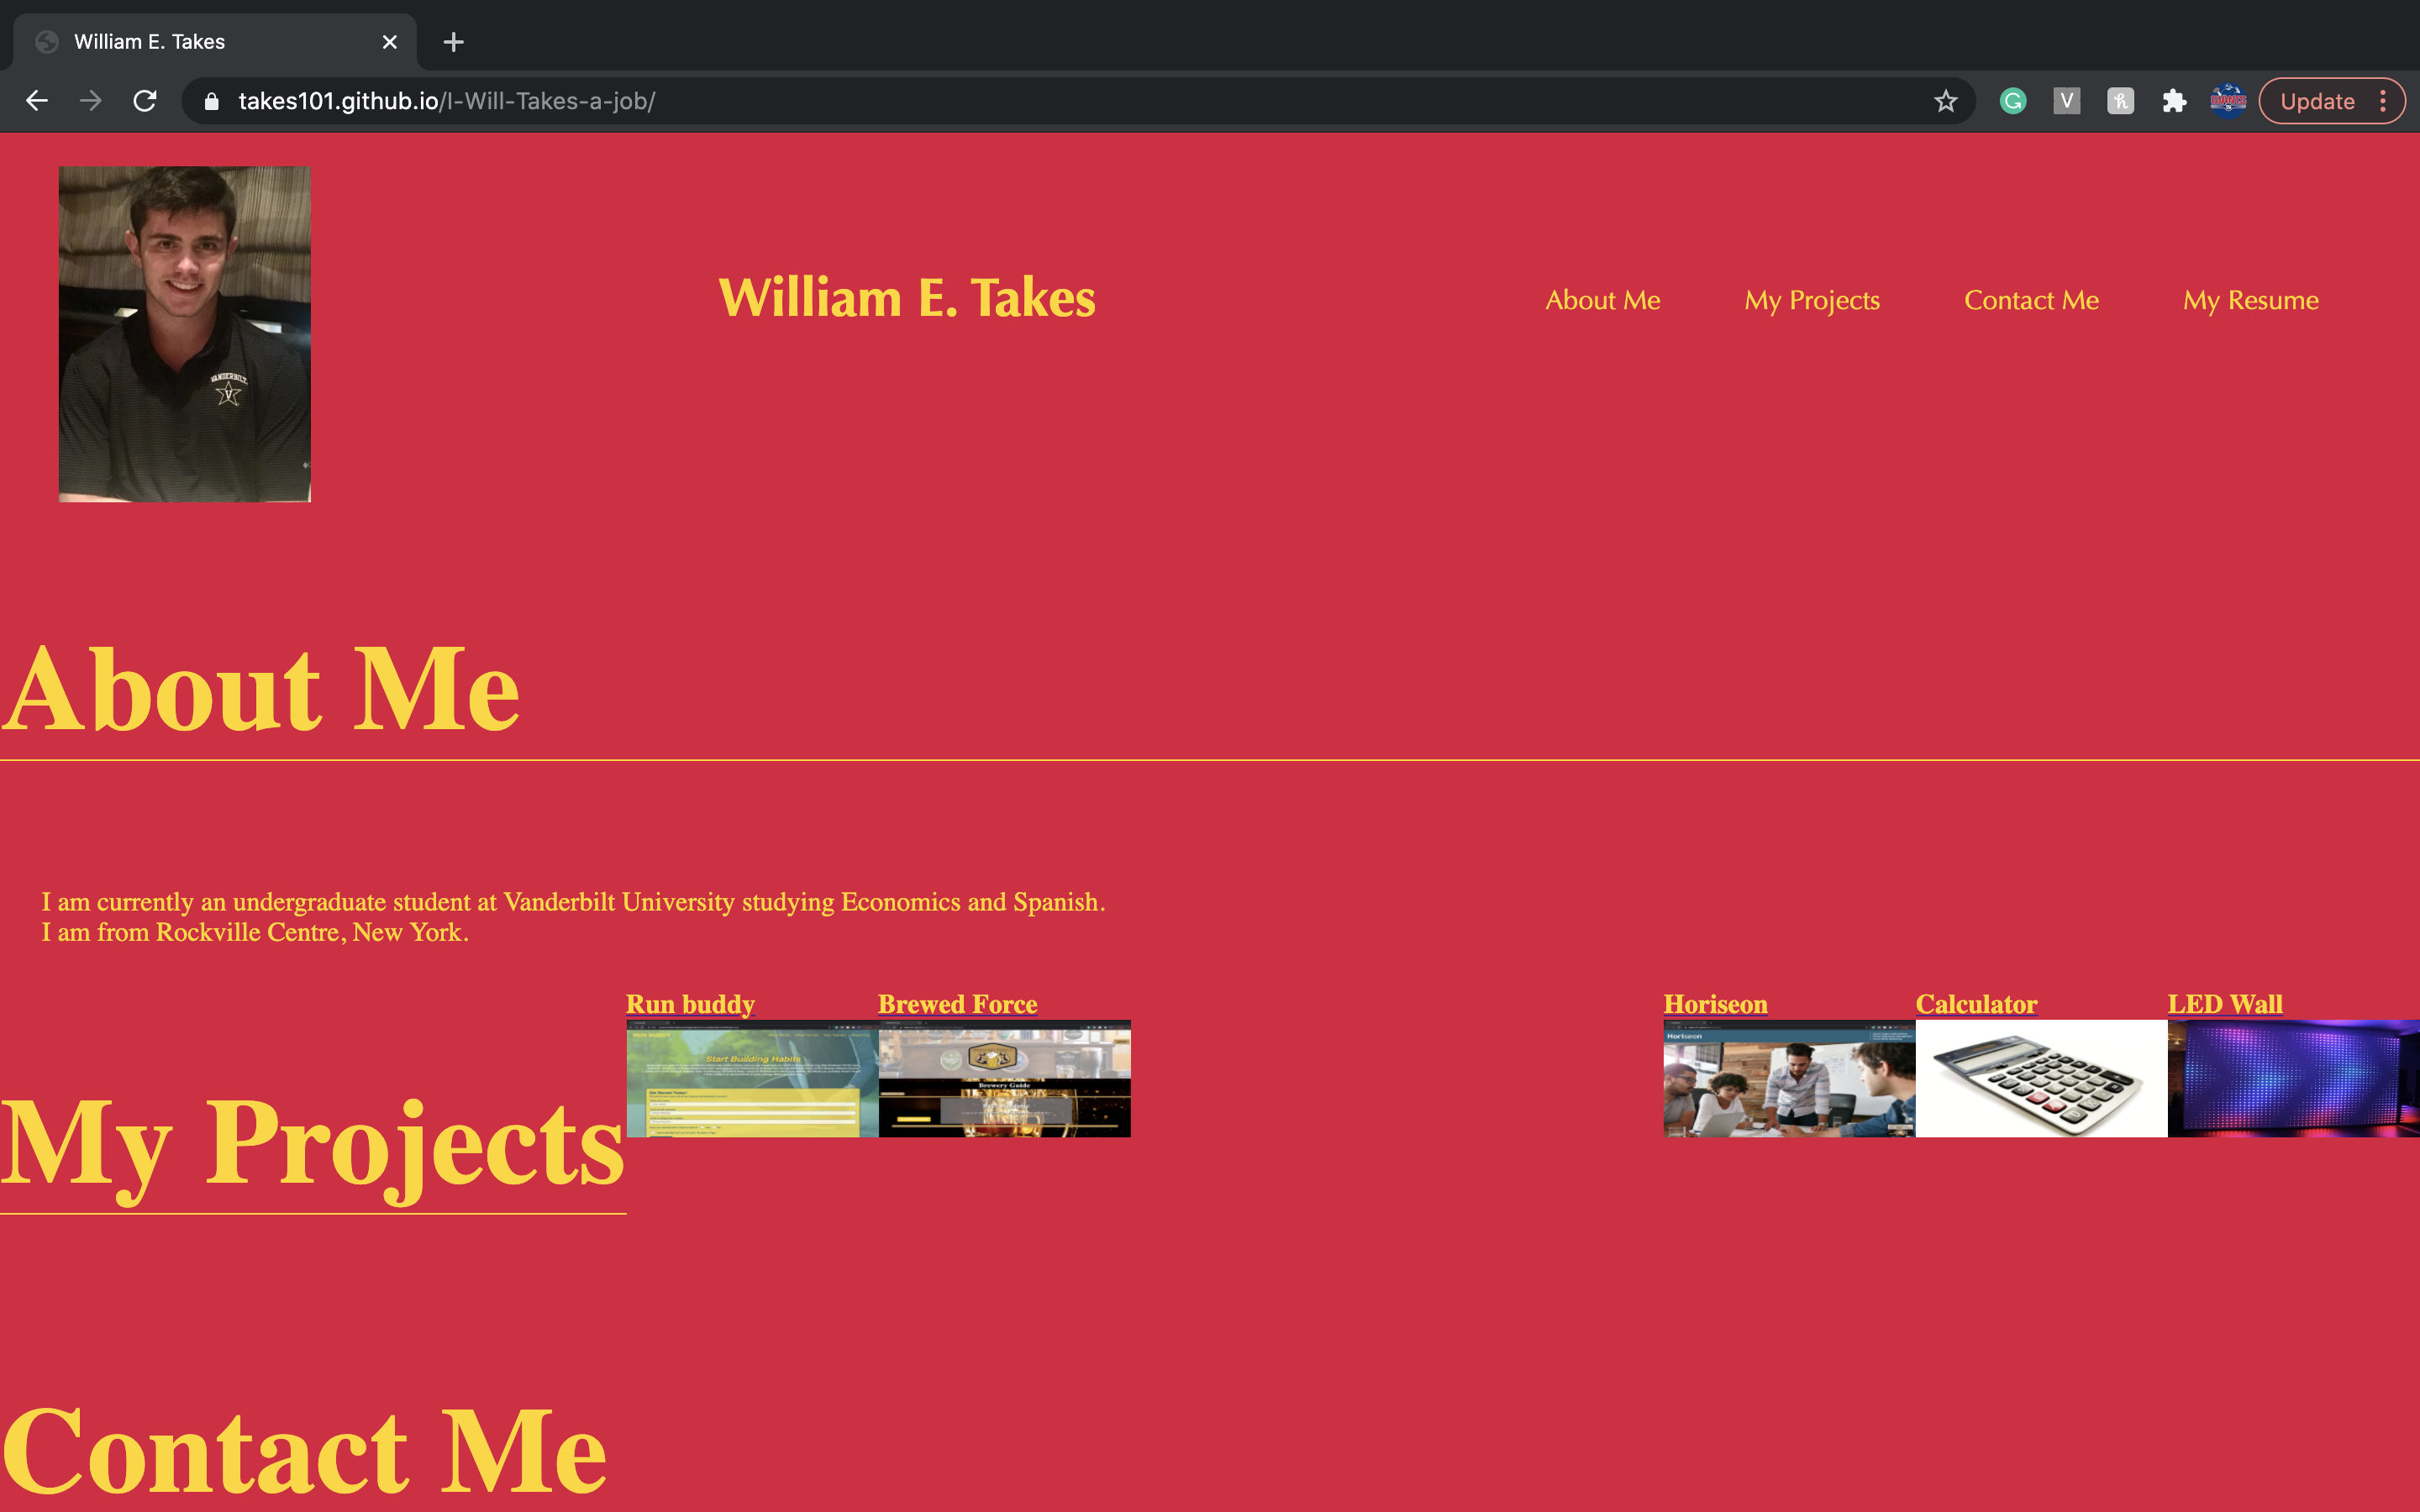 William E. Takes
takes101.github.io/I-Will-Takes-a-job/
Update
VANDERBILT
V
William E. Takes
About Me
My Projects
Contact Me
My Resume
About Me
I am currently an undergraduate student at Vanderbilt University studying Economics and Spanish.
I am from Rockville Centre, New York.
My Projects
Run buddy
Start Building Habits
Brewed Force
Brewery Guide
Horiseon
Horiseon
Calculator
LED Wall
Contact Me